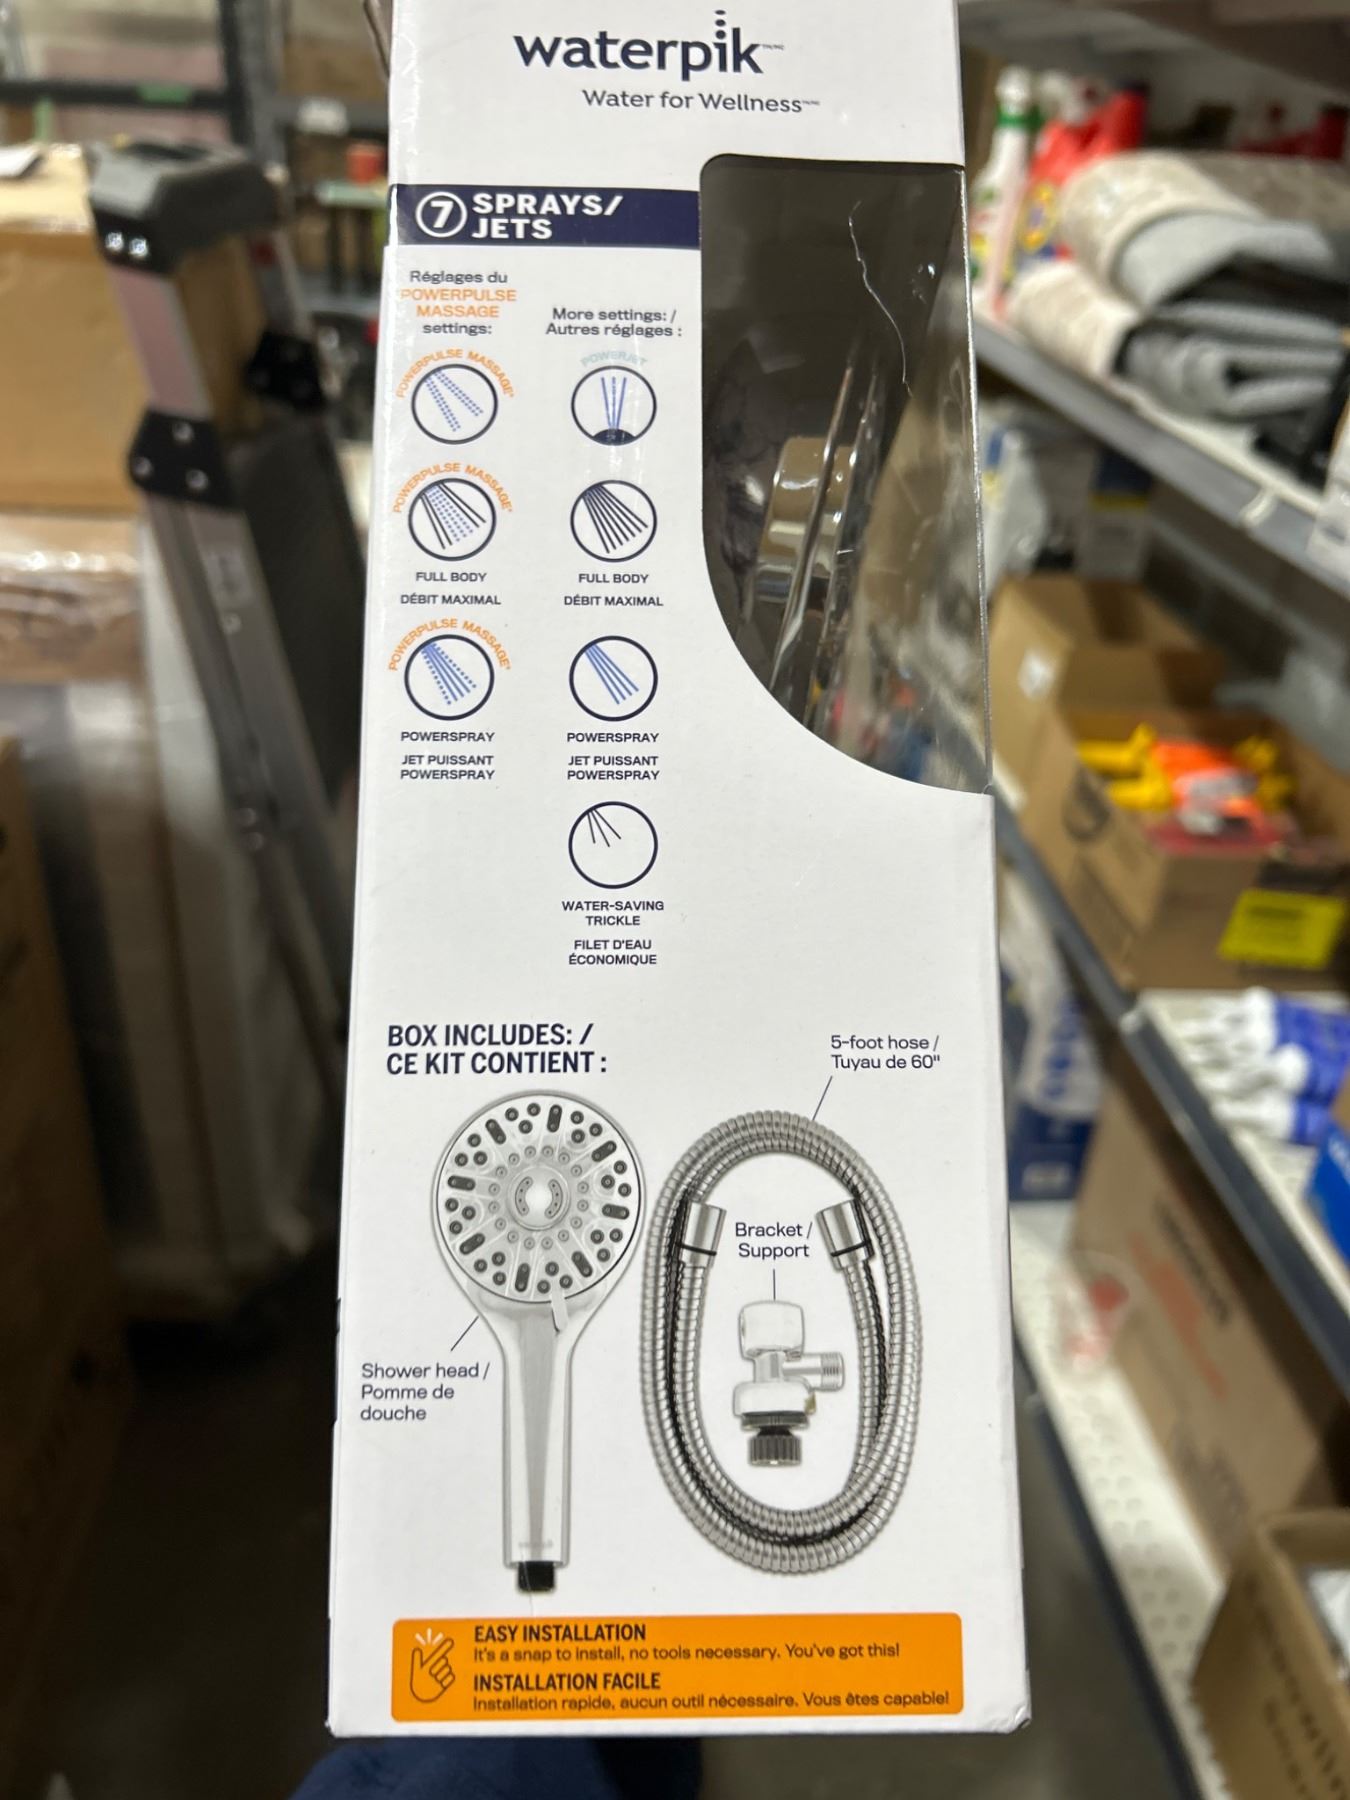 waterpik™/MC
Water for Wellness™/MC
7 SPRAYS/
JETS
Réglages du
POWERPULSE
MASSAGE
settings:
More settings: /
Autres réglages :
POWERPULSE MASSAGE®
POWERJET
POWERPULSE MASSAGE®
FULL BODY
DÉBIT MAXIMAL
FULL BODY
DÉBIT MAXIMAL
POWERPULSE MASSAGE®
POWERSPRAY
JET PUISSANT
POWERSPRAY
POWERSPRAY
JET PUISSANT
POWERSPRAY
WATER-SAVING
TRICKLE
FILET D'EAU
ÉCONOMIQUE
BOX INCLUDES: /
CE KIT CONTIENT :
5-foot hose /
Tuyau de 60"
Bracket /
Support
Shower head /
Pomme de
douche
EASY INSTALLATION
It's a snap to install, no tools necessary. You've got this!
INSTALLATION FACILE
Installation rapide, aucun outil nécessaire. Vous êtes capable!